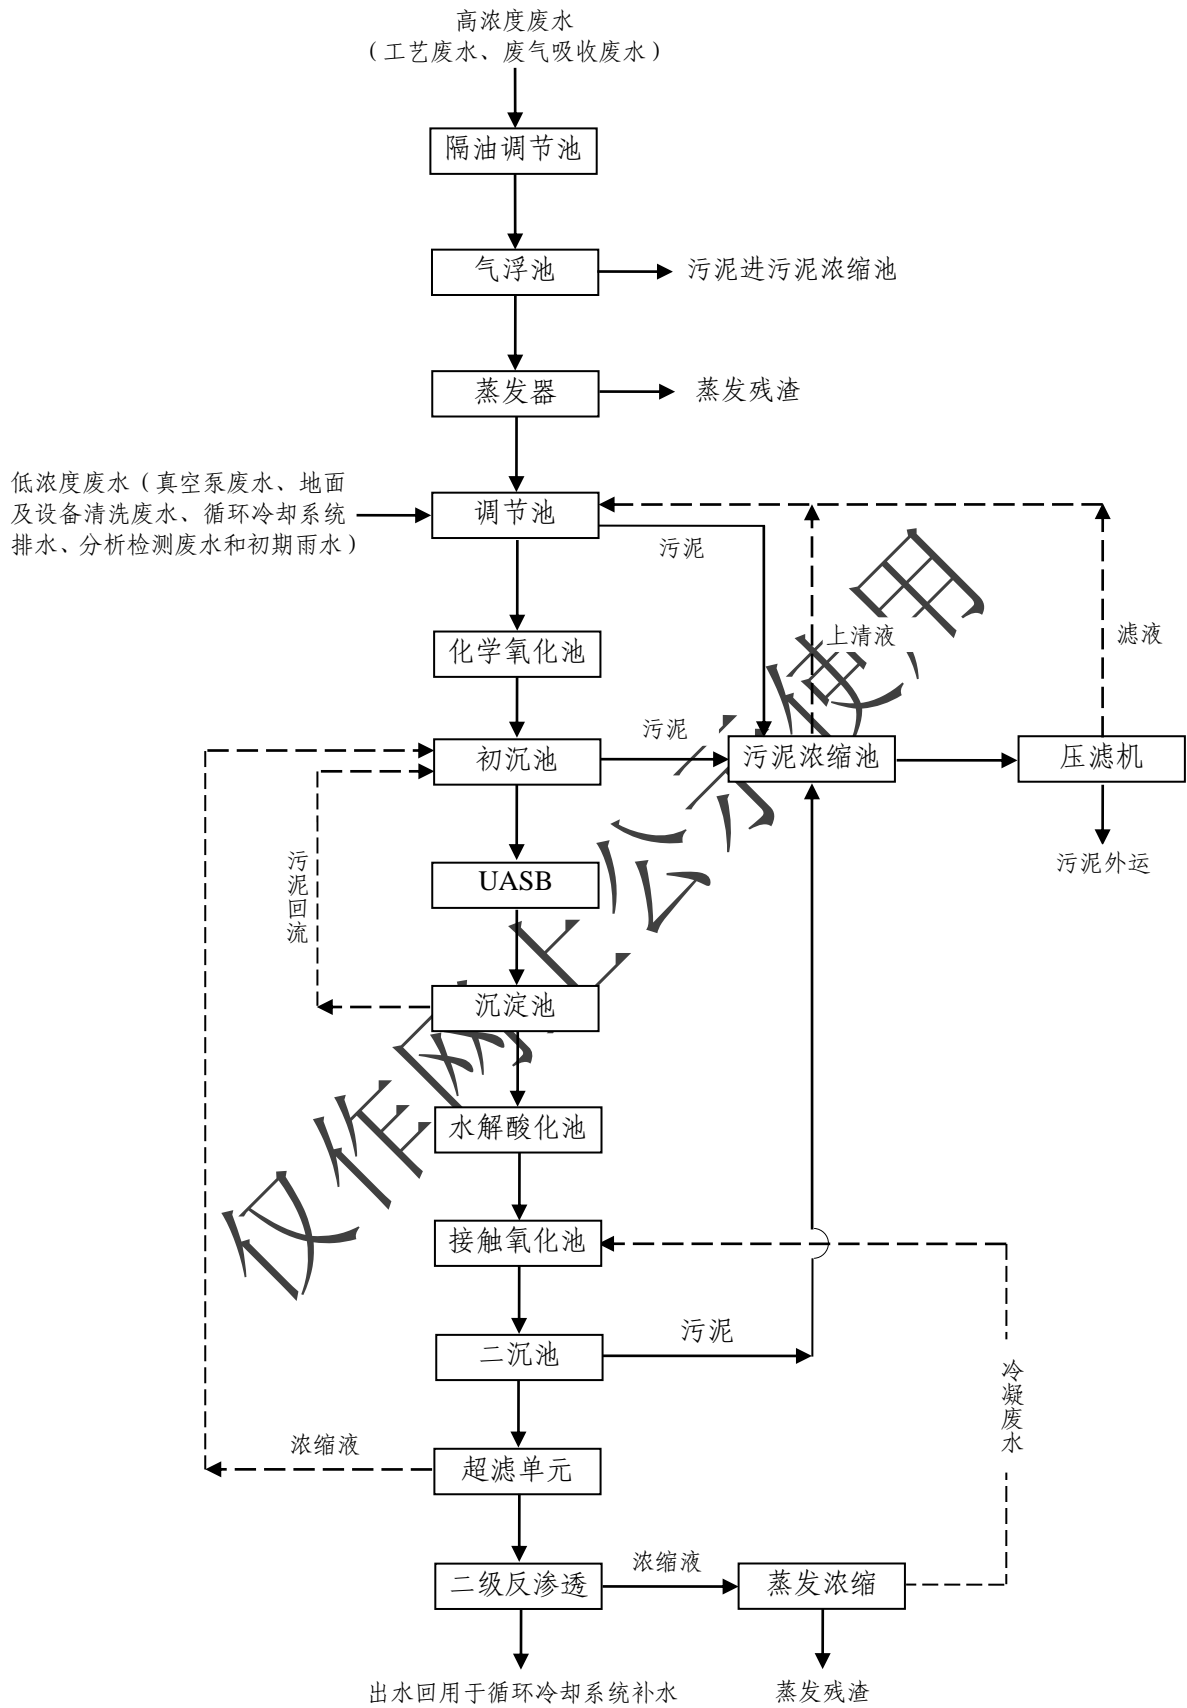 高浓度废水
（工艺废水、废气吸收废水）
隔油调节池
气浮池
污泥进污泥浓缩池
蒸发器
蒸发残渣
低浓度废水（真空泵废水、地面
及设备清洗废水、循环冷却系统
排水、分析检测废水和初期雨水）
调节池
污泥
化学氧化池
上清液
滤液
初沉池
污泥
污泥浓缩池
压滤机
污泥外运
UASB
污泥回流
沉淀池
水解酸化池
接触氧化池
二沉池
污泥
冷凝废水
浓缩液
超滤单元
二级反渗透
浓缩液
蒸发浓缩
出水回用于循环冷却系统补水
蒸发残渣
仅作网上公示使用